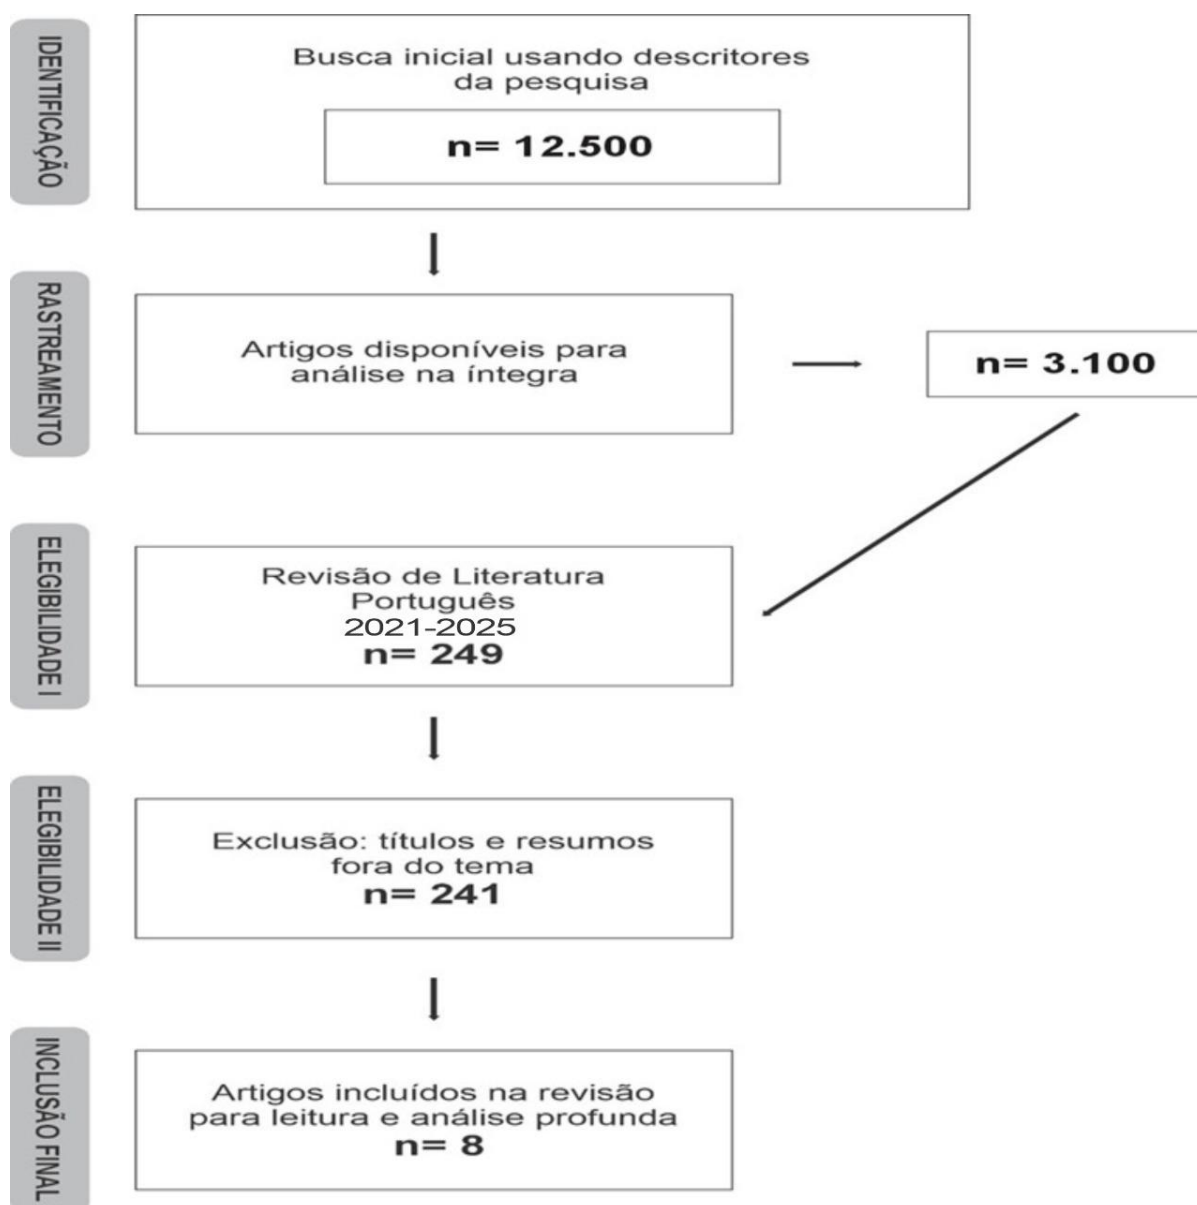 IDENTIFICAÇÃO
Busca inicial usando descritores
da pesquisa
n= 12.500
RASTREAMENTO
Artigos disponíveis para
análise na íntegra
n= 3.100
ELEGIBILIDADE I
Revisão de Literatura
Português
2021-2025
n= 249
ELEGIBILIDADE II
Exclusão: títulos e resumos
fora do tema
n= 241
INCLUSÃO FINAL
Artigos incluídos na revisão
para leitura e análise profunda
n= 8